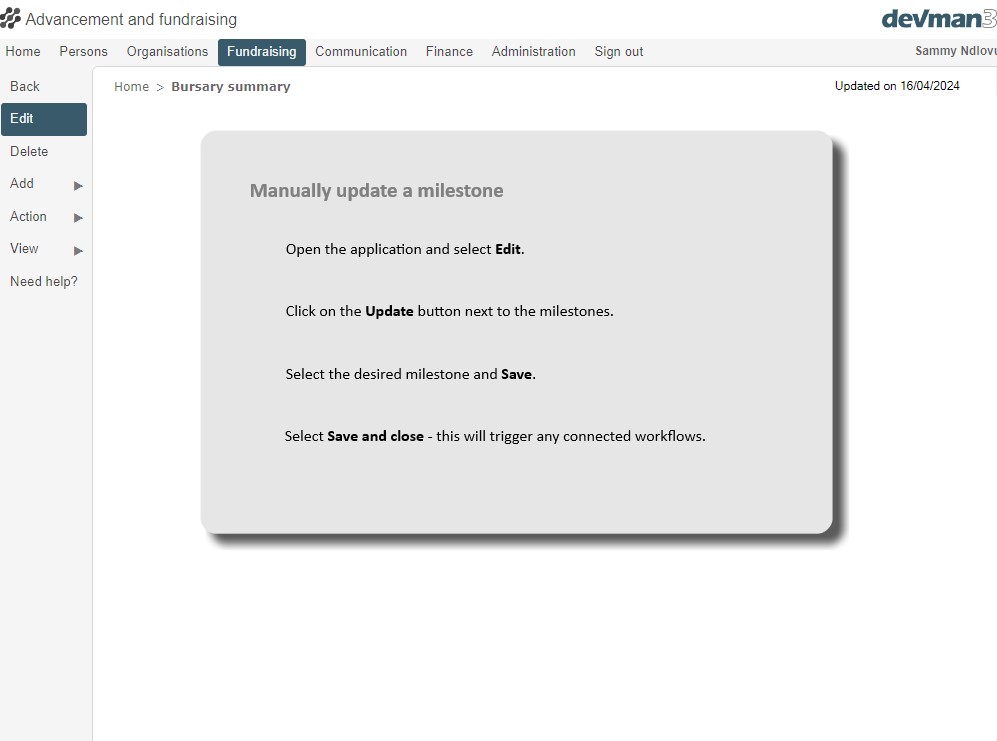 Advancement and fundraising
devman3
Home Persons Organisations Fundraising Communication Finance Administration Sign out
Sammy Ndlovu
Back
Home > Bursary summary
Updated on 16/04/2024
Edit
Delete
Add
Action
View
Need help?
Manually update a milestone
Open the application and select Edit.
Click on the Update button next to the milestones.
Select the desired milestone and Save.
Select Save and close - this will trigger any connected workflows.